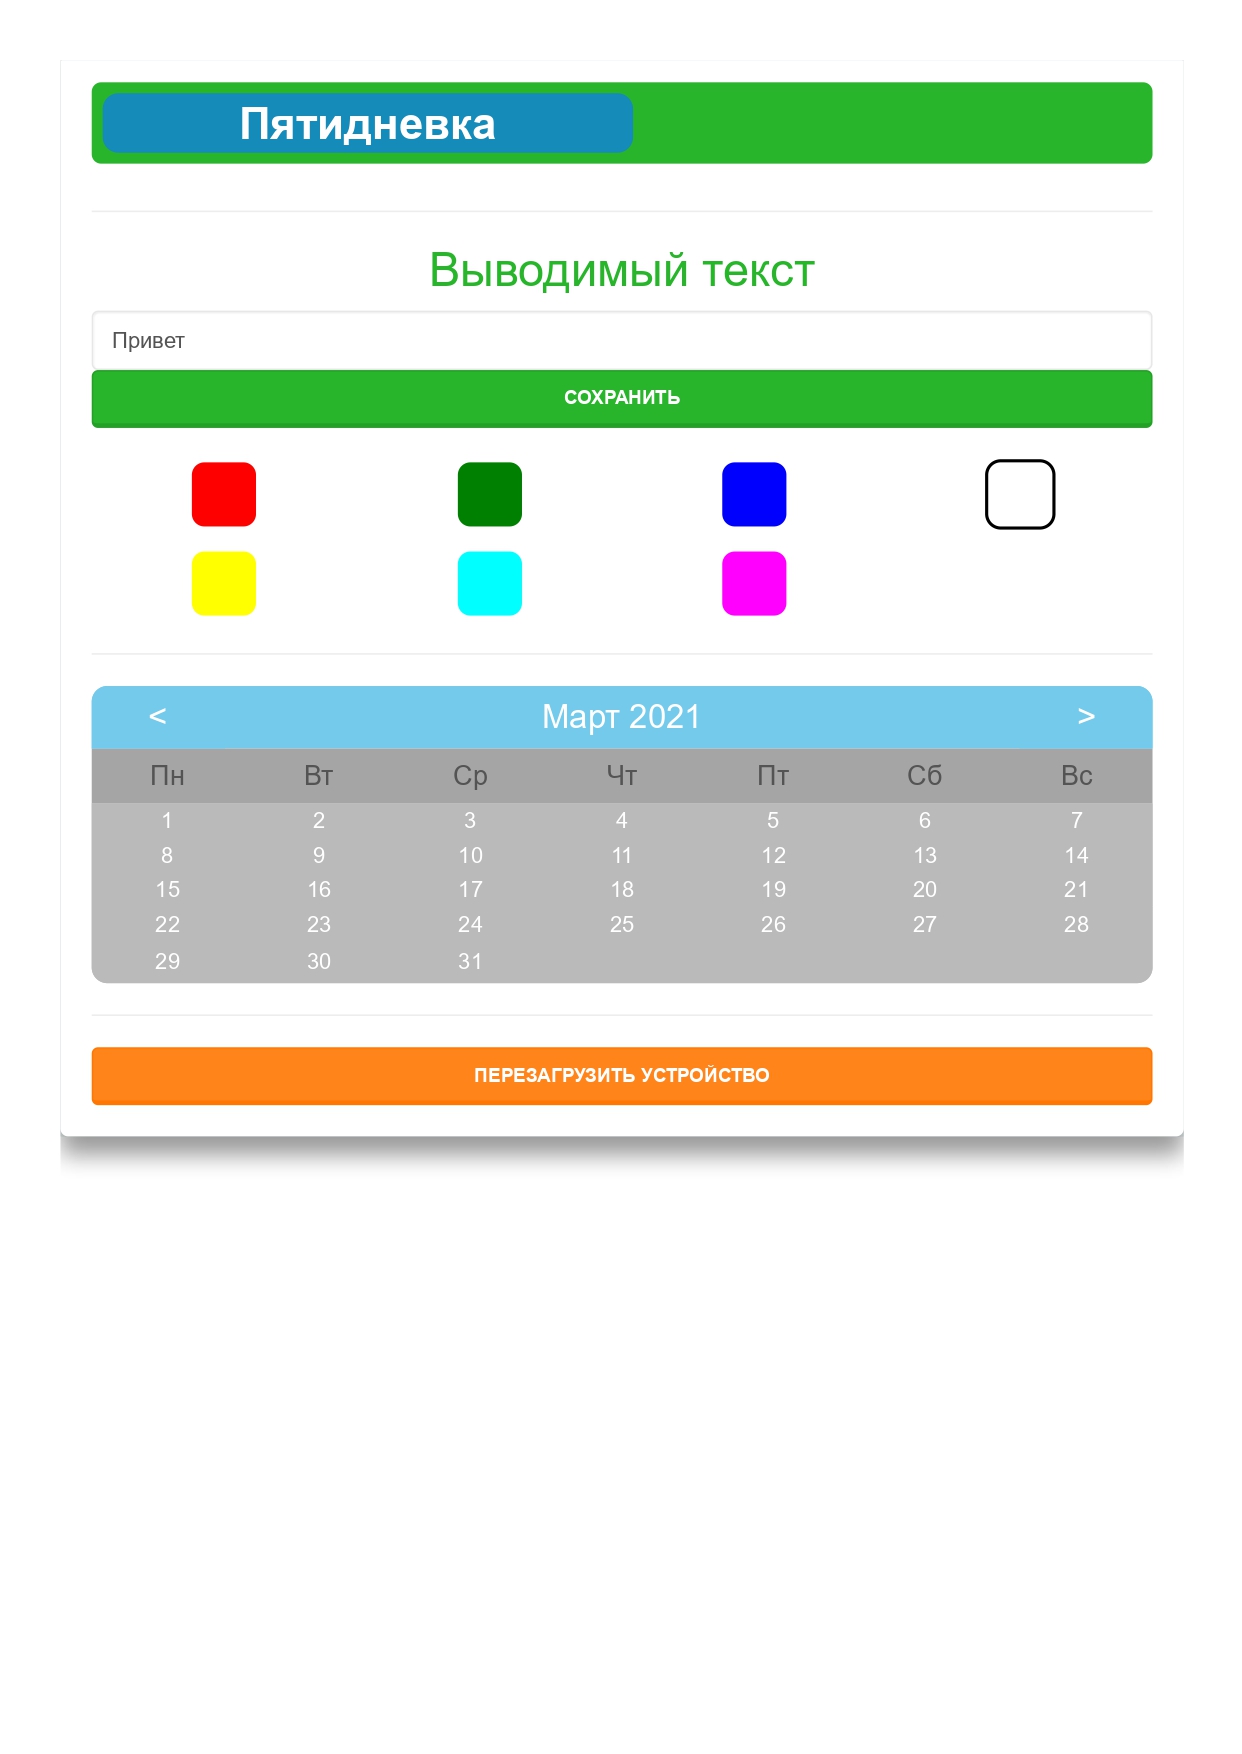 Пятидневка
Выводимый текст
Привет
СОХРАНИТЬ
< Март 2021 >
Пн Вт Ср Чт Пт Сб Вс
1 2 3 4 5 6 7
8 9 10 11 12 13 14
15 16 17 18 19 20 21
22 23 24 25 26 27 28
29 30 31
ПЕРЕЗАГРУЗИТЬ УСТРОЙСТВО